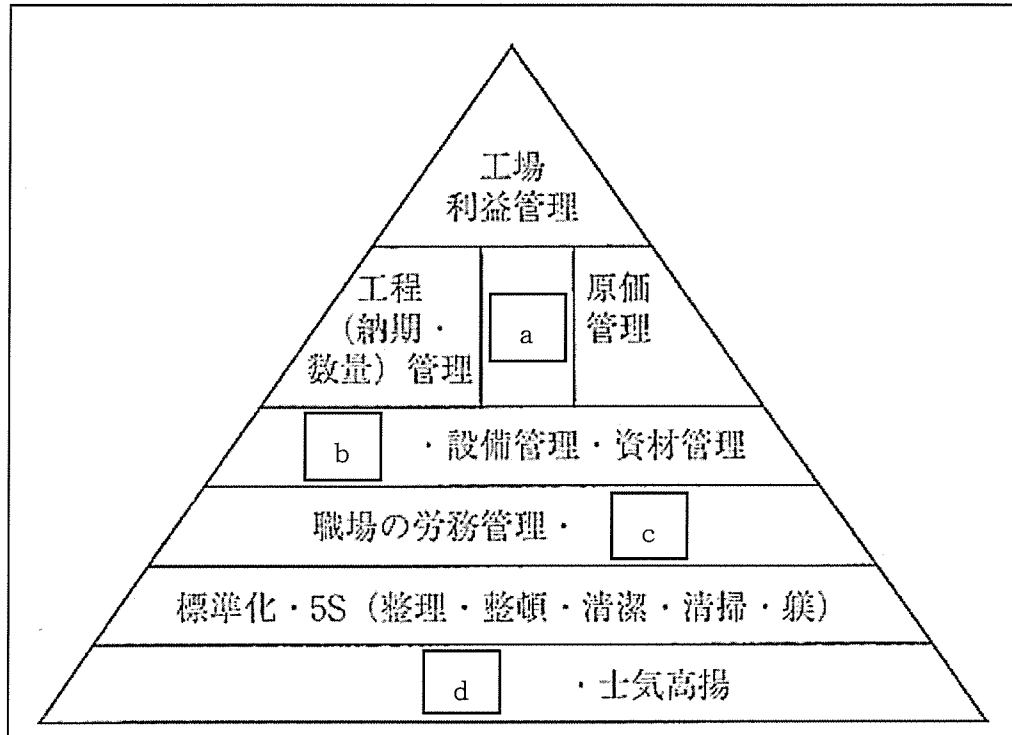 工場
利益管理
工程
(納期・
数量)管理
a
原価
管理
b ・設備管理・資材管理
職場の労務管理・ c
標準化・5S(整理・整頓・清潔・清掃・躾)
d ・士気高揚